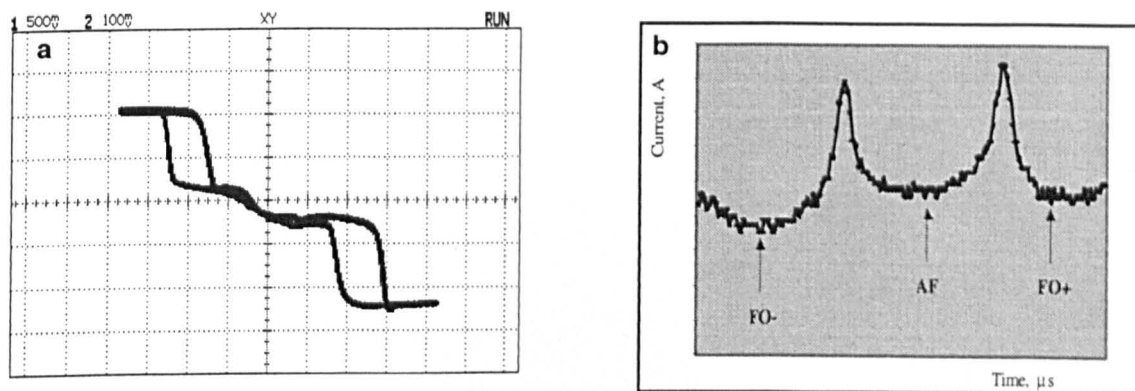 1 500mV 2 100mV XY RUN
a
b
Current, A
FO-
AF
FO+
Time, μs